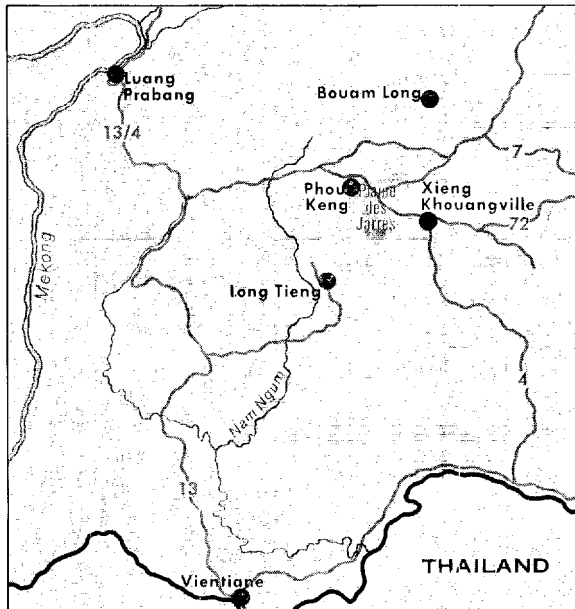 Luang
Prabang
Bouam Long
13/4
7
Phou
Keng
Plaine
des
Jarres
Xiêng
Khouangville
72
Mekong
Long Tieng
4
Nam Ngum
13
THAILAND
Vientiane